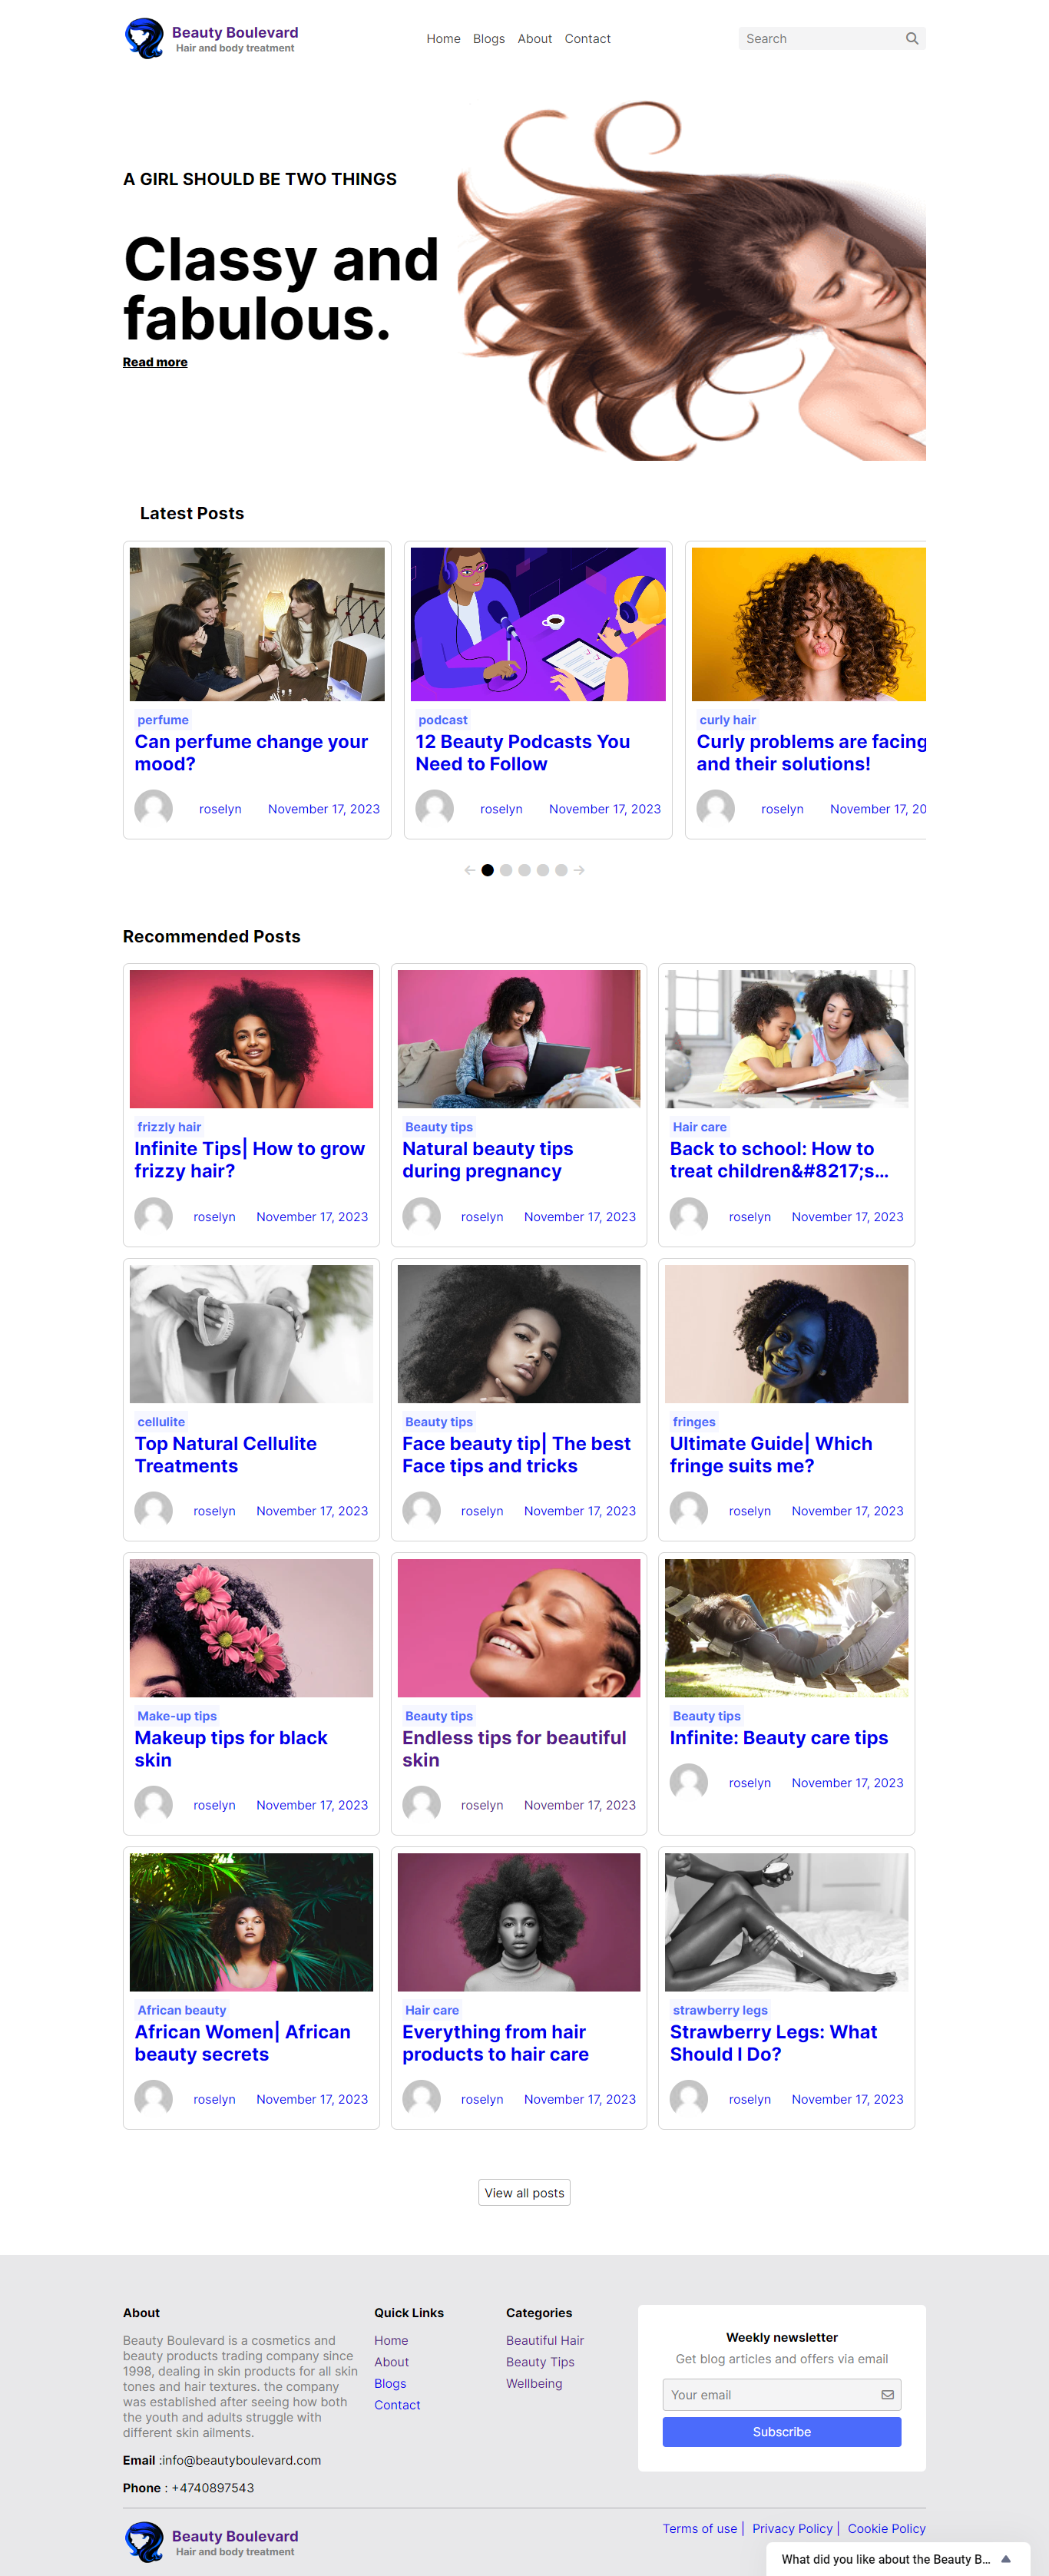 Beauty Boulevard
Hair and body treatment
Home Blogs About Contact
Search
A GIRL SHOULD BE TWO THINGS
Classy and
fabulous.
Read more
Latest Posts
perfume
Can perfume change your
mood?
roselyn November 17, 2023
podcast
12 Beauty Podcasts You
Need to Follow
roselyn November 17, 2023
curly hair
Curly problems are facing
and their solutions!
roselyn November 17, 20
Recommended Posts
frizzly hair
Infinite Tips| How to grow
frizzy hair?
roselyn November 17, 2023
Beauty tips
Natural beauty tips
during pregnancy
roselyn November 17, 2023
Hair care
Back to school: How to
treat children&#8217;s...
roselyn November 17, 2023
cellulite
Top Natural Cellulite
Treatments
roselyn November 17, 2023
Beauty tips
Face beauty tip| The best
Face tips and tricks
roselyn November 17, 2023
fringes
Ultimate Guide| Which
fringe suits me?
roselyn November 17, 2023
Make-up tips
Makeup tips for black
skin
roselyn November 17, 2023
Beauty tips
Endless tips for beautiful
skin
roselyn November 17, 2023
Beauty tips
Infinite: Beauty care tips
roselyn November 17, 2023
African beauty
African Women| African
beauty secrets
roselyn November 17, 2023
Hair care
Everything from hair
products to hair care
roselyn November 17, 2023
strawberry legs
Strawberry Legs: What
Should I Do?
roselyn November 17, 2023
View all posts
About
Beauty Boulevard is a cosmetics and
beauty products trading company since
1998, dealing in skin products for all skin
tones and hair textures. the company
was established after seeing how both
the youth and adults struggle with
different skin ailments.
Email :info@beautyboulevard.com
Phone : +4740897543
Quick Links
Home
About
Blogs
Contact
Categories
Beautiful Hair
Beauty Tips
Wellbeing
Weekly newsletter
Get blog articles and offers via email
Your email
Subscribe
Beauty Boulevard
Hair and body treatment
Terms of use | Privacy Policy | Cookie Policy
What did you like about the Beauty B...